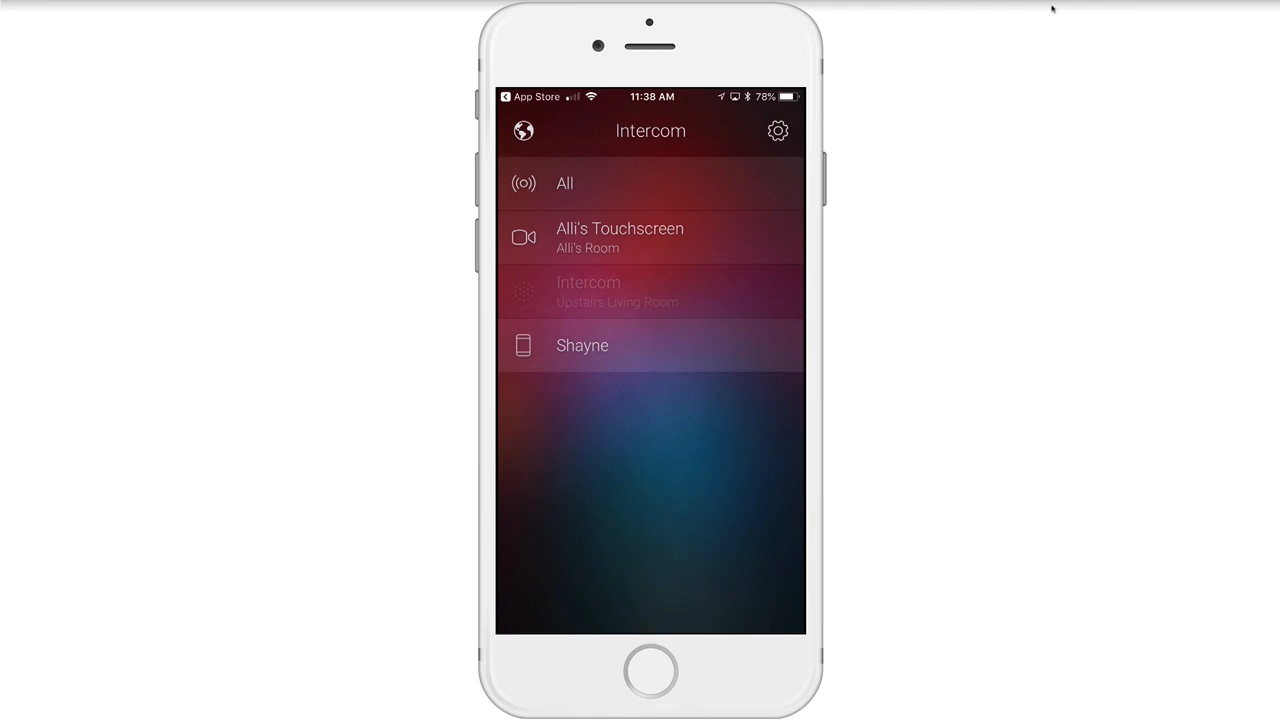 App Store 11:38 AM 78%
Intercom
All
Alli's Touchscreen
Alli's Room
Intercom
Upstairs Living Room
Shayne